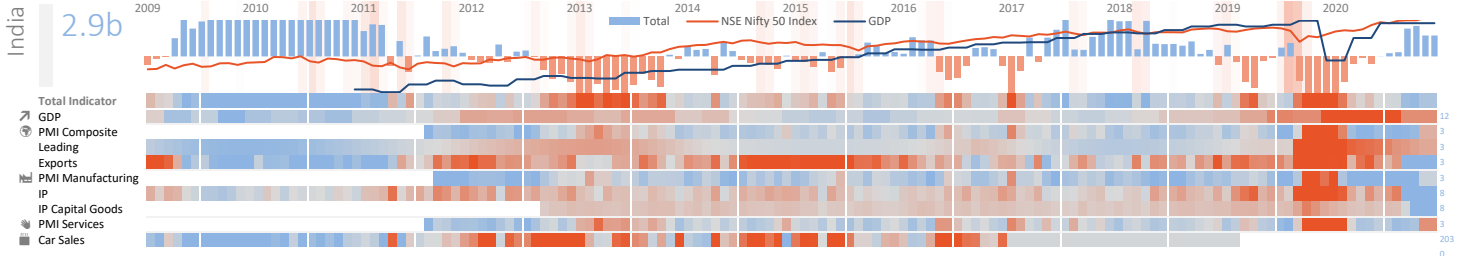 2009 2010 2011 2012 2013 2014 2015 2016 2017 2018 2019 2020
India
2.9b
Total NSE Nifty 50 Index GDP
Total Indicator
GDP 12
PMI Composite 3
Leading 3
Exports 3
PMI Manufacturing 3
IP 8
IP Capital Goods 8
PMI Services 3
Car Sales 203
0